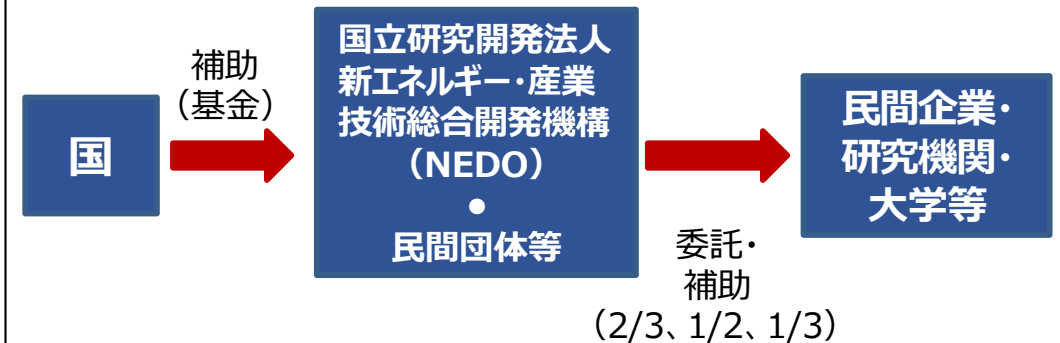 国
補助
（基金）
国立研究開発法人
新エネルギー・産業
技術総合開発機構
（NEDO）
●
民間団体等
委託・
補助
（2/3、1/2、1/3）
民間企業・
研究機関・
大学等